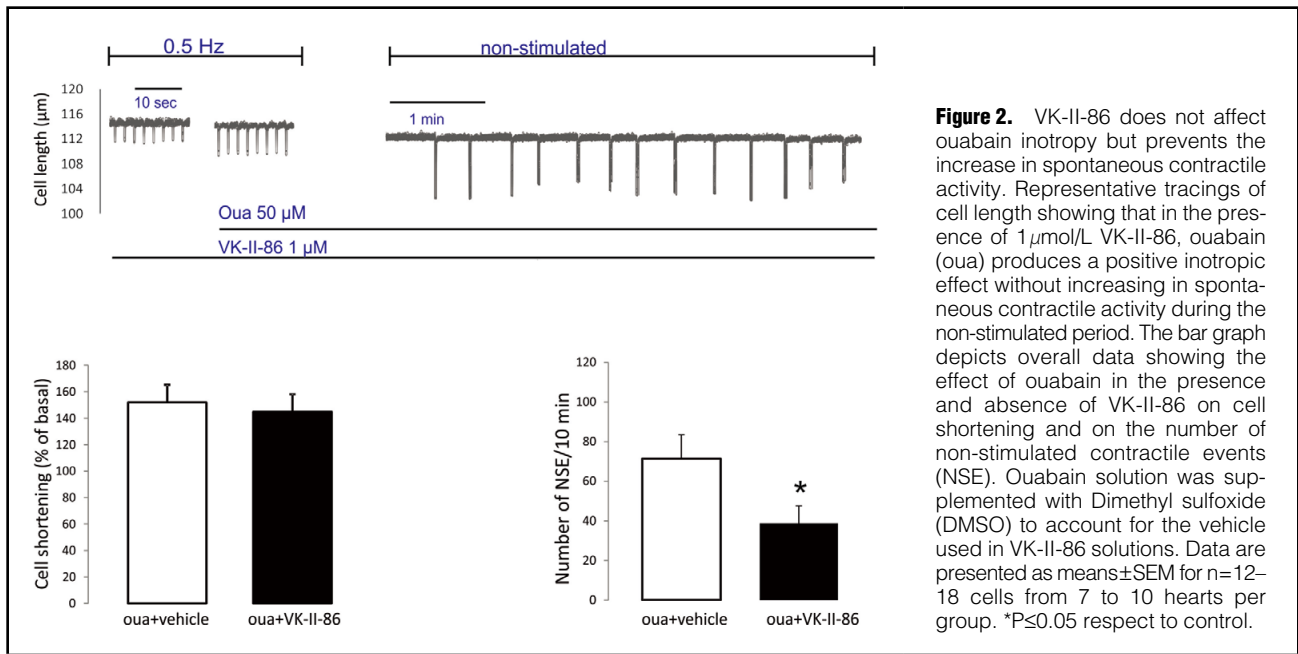 0.5 Hz
non-stimulated
120
116
112
108
104
100
Cell length (µm)
10 sec
1 min
Oua 50 µM
VK-II-86 1 µM
180
160
140
120
100
80
60
40
20
0
Cell shortening (% of basal)
oua+vehicle
oua+VK-II-86
120
100
80
60
40
20
0
Number of NSE/10 min
*
oua+vehicle
oua+VK-II-86
Figure 2. VK-II-86 does not affect
ouabain inotropy but prevents the
increase in spontaneous contractile
activity. Representative tracings of
cell length showing that in the pres-
ence of 1μmol/L VK-II-86, ouabain
(oua) produces a positive inotropic
effect without increasing in sponta-
neous contractile activity during the
non-stimulated period. The bar graph
depicts overall data showing the
effect of ouabain in the presence
and absence of VK-II-86 on cell
shortening and on the number of
non-stimulated contractile events
(NSE). Ouabain solution was sup-
plemented with Dimethyl sulfoxide
(DMSO) to account for the vehicle
used in VK-II-86 solutions. Data are
presented as means±SEM for n=12–
18 cells from 7 to 10 hearts per
group. *P≤0.05 respect to control.